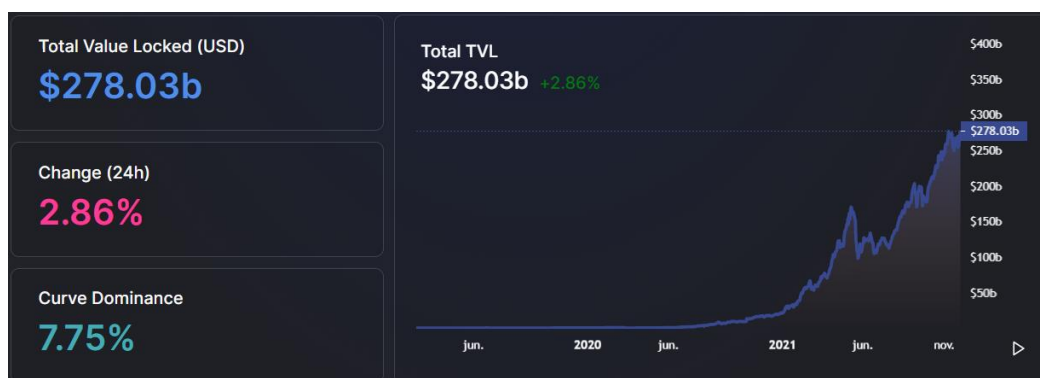 Total Value Locked (USD)
$278.03b
Change (24h)
2.86%
Curve Dominance
7.75%
Total TVL
$278.03b +2.86%
$400b
$350b
$300b
$278.03b
$250b
$200b
$150b
$100b
$50b
jun. 2020 jun. 2021 jun. nov.